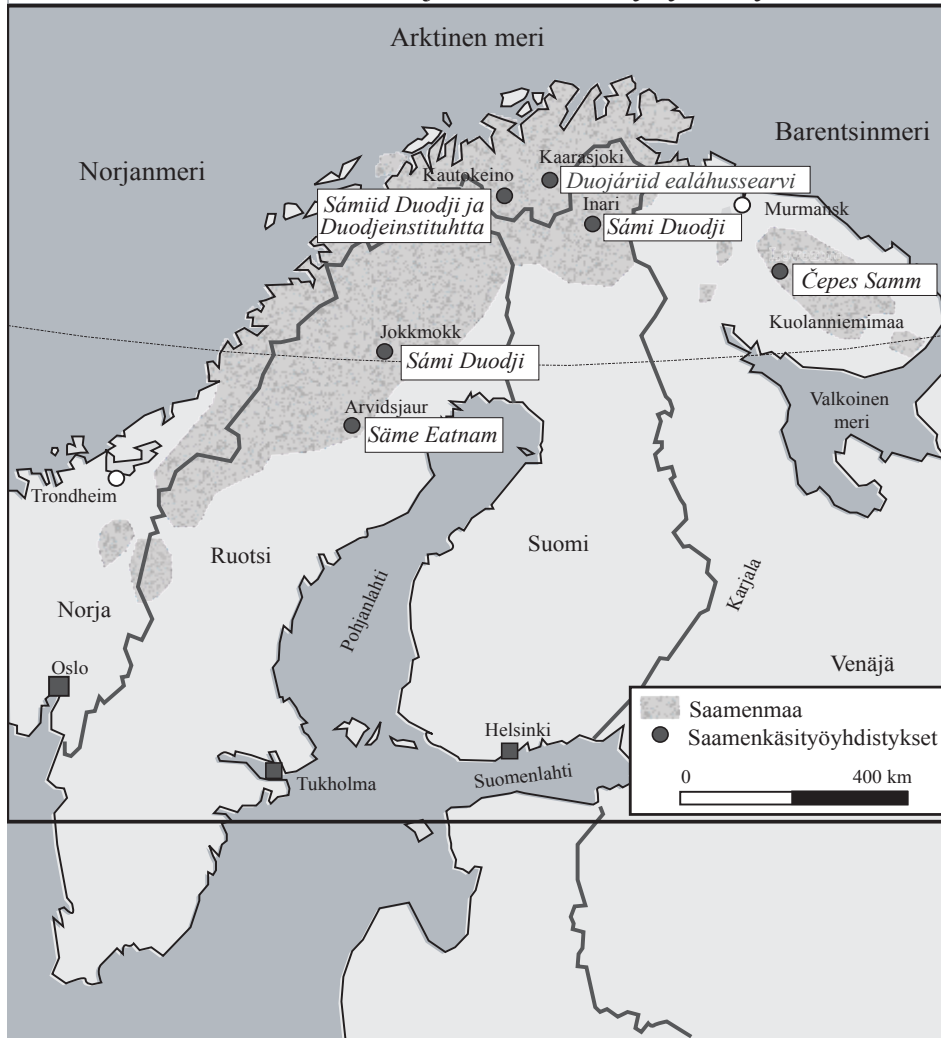 Arktinen meri
Barentsinmeri
Norjanmeri
Kaarasjoki
Kautokeino
Duojáriid ealáhussearvi
Sámiid Duodji ja
Duodjeinstituhtta
Inari
Sámi Duodji
Murmansk
Čepes Samm
Kuolanniemimaa
Jokkmokk
Sámi Duodji
Valkoinen
meri
Arvidsjaur
Säme Eatnam
Trondheim
Ruotsi
Suomi
Pohjanlahti
Karjala
Norja
Venäjä
Oslo
Helsinki
Tukholma
Suomenlahti
Saamenmaa
Saamenkäsityöyhdistykset
0 400 km